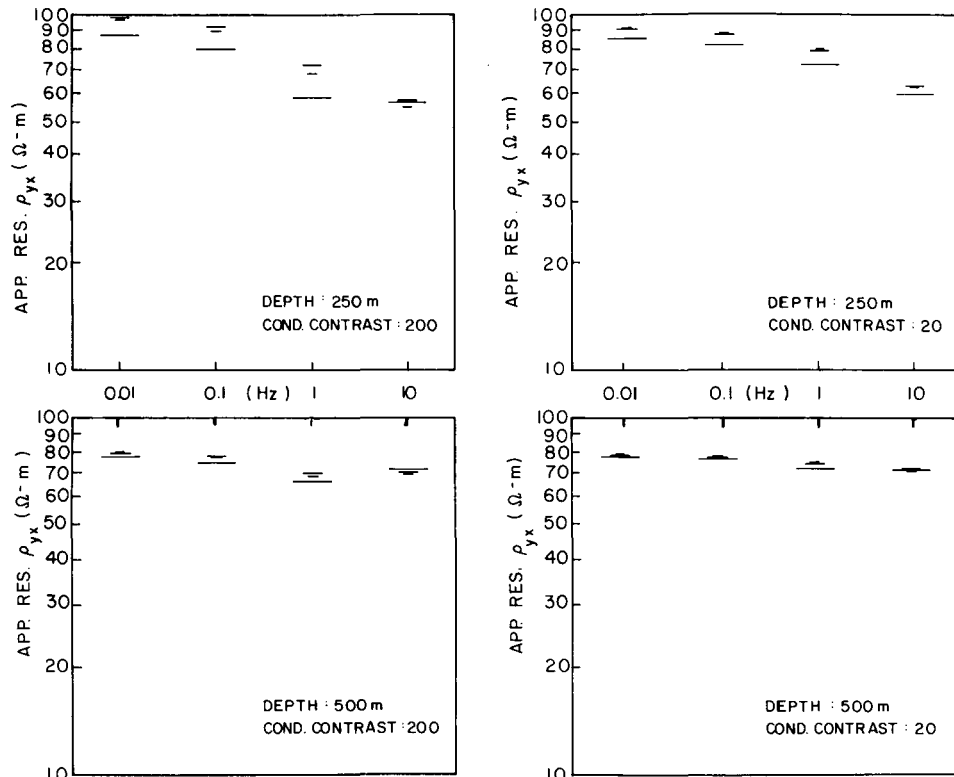 100
90
80
70
60
50
40
30
20
10
APP. RES. ρyx (Ω-m)
DEPTH : 250 m
COND. CONTRAST : 200
0.01 0.1 (Hz) 1 10
100
90
80
70
60
50
40
30
20
10
APP. RES. ρyx (Ω-m)
DEPTH : 250 m
COND. CONTRAST : 20
0.01 0.1 (Hz) 1 10
100
90
80
70
60
50
40
30
20
10
APP. RES. ρyx (Ω-m)
DEPTH : 500 m
COND. CONTRAST : 200
100
90
80
70
60
50
40
30
20
10
APP. RES. ρyx (Ω-m)
DEPTH : 500 m
COND. CONTRAST : 20